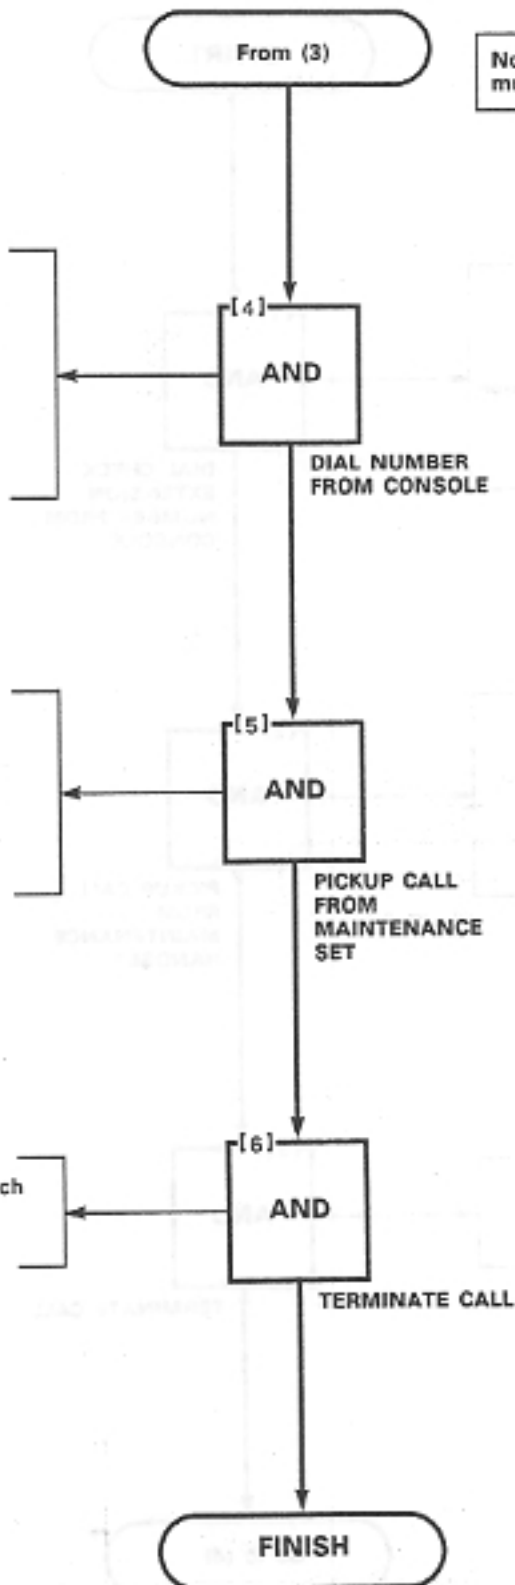 From (3)
No
mu
[4]
AND
DIAL NUMBER
FROM CONSOLE
[5]
AND
PICKUP CALL
FROM
MAINTENANCE
SET
[6]
AND
ch
TERMINATE CALL
FINISH